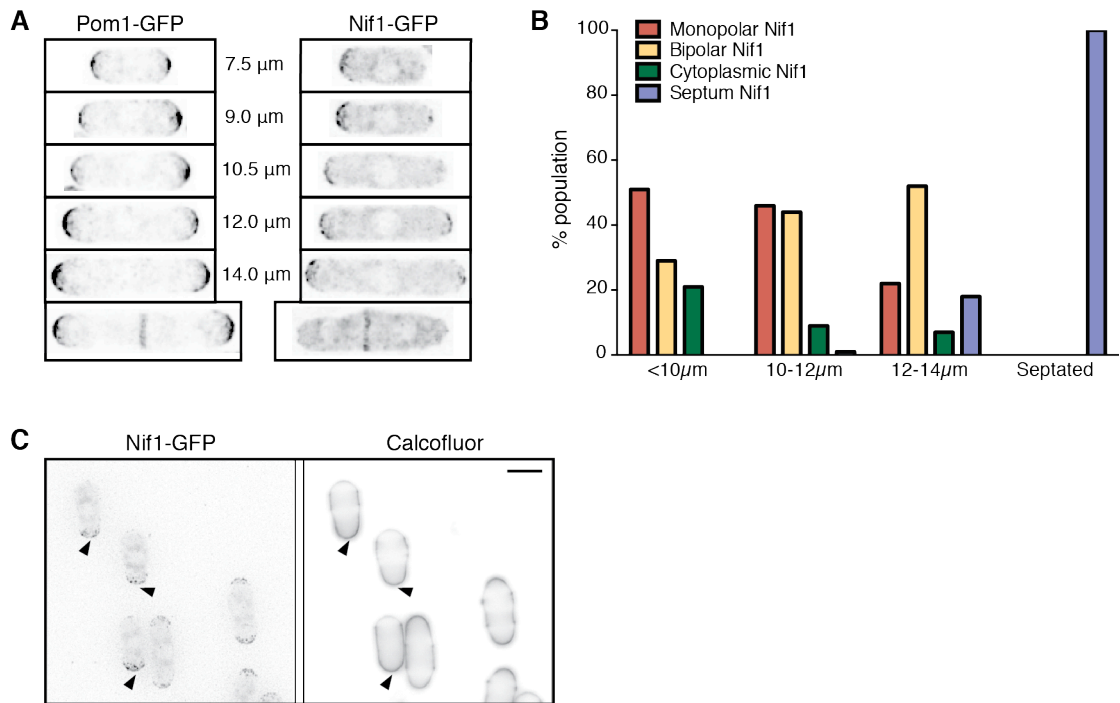 A
Pom1-GFP
Nif1-GFP
7.5 µm
9.0 µm
10.5 µm
12.0 µm
14.0 µm
B
% population
100
80
60
40
20
0
Monopolar Nif1
Bipolar Nif1
Cytoplasmic Nif1
Septum Nif1
<10µm
10-12µm
12-14µm
Septated
C
Nif1-GFP
Calcofluor